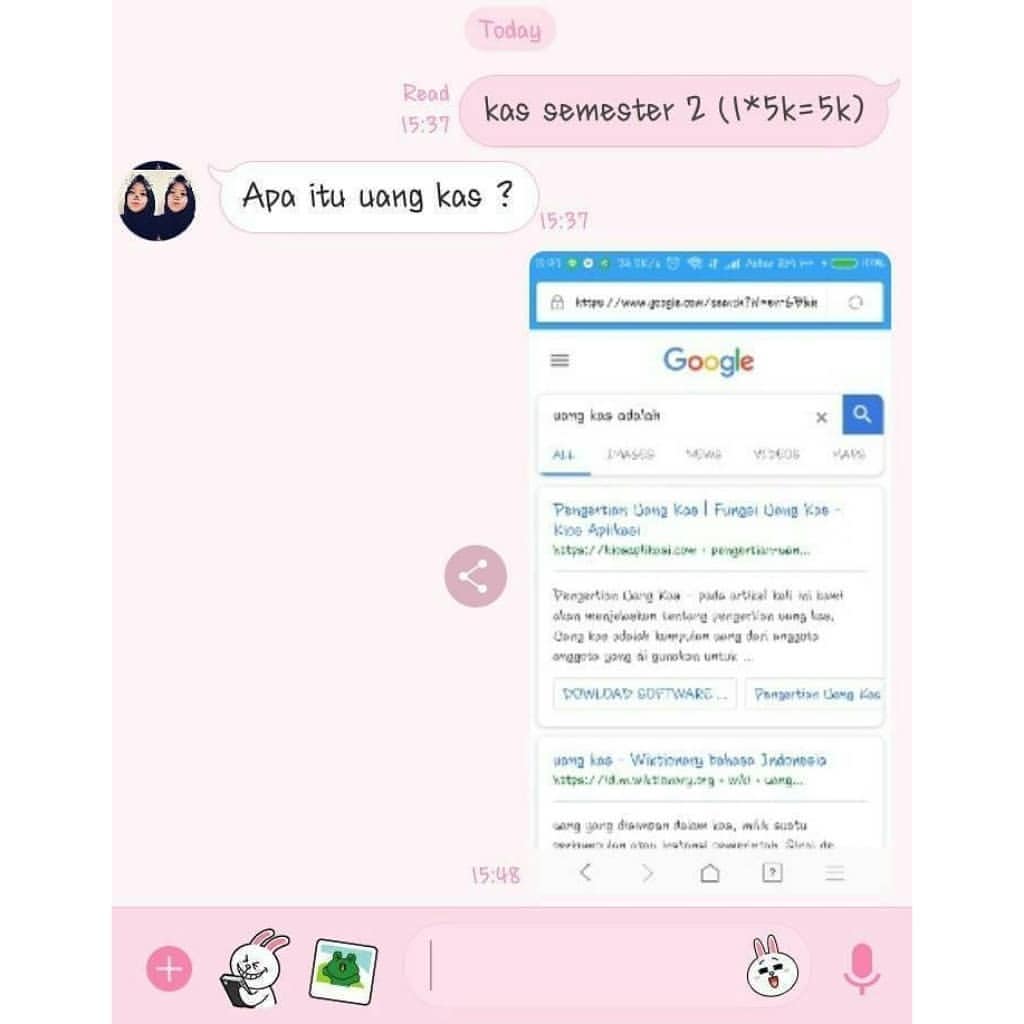 Today
Read
15:37
kas semester 2 (1*5k=5k)
Apa itu uang kas ?
15:37
https://www.google.com/search?
Google
uang kas adalah
ALL IMAGES NEWS VIDEOS MAPS
Pengertian Uang Kas | Fungsi Uang Kas -
Kios Aplikasi
https://kiosaplikasi.com › pengertian-uan...
Pengertian Uang Kas - pada artikel kali ini kami
akan menjelaskan tentang pengertian uang kas.
Uang kas adalah kumpulan uang dari anggota
anggota yang di gunakan untuk ...
DOWLOAD SOFTWARE ... Pengertian Uang Kas
uang kas - Wiktionary bahasa Indonesia
https://id.m.wiktionary.org › wiki › uang...
uang yang disimpan dalam kas, milik suatu
perkumpulan atau instansi pemerintah.
15:48